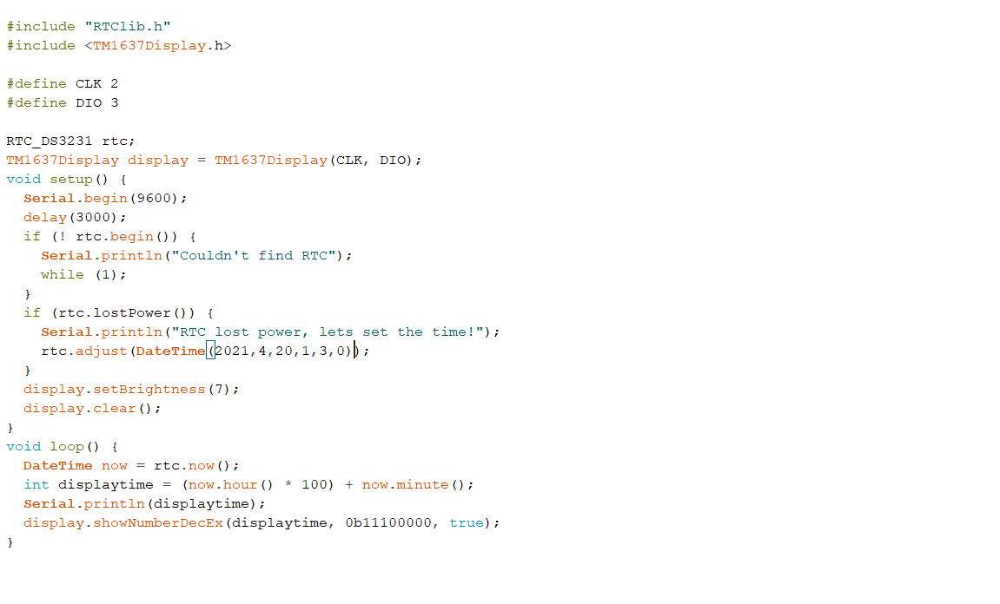 #include "RTClib.h"
#include <TM1637Display.h>

#define CLK 2
#define DIO 3

RTC_DS3231 rtc;
TM1637Display display = TM1637Display(CLK, DIO);
void setup() {
  Serial.begin(9600);
  delay(3000);
  if (! rtc.begin()) {
    Serial.println("Couldn't find RTC");
    while (1);
  }
  if (rtc.lostPower()) {
    Serial.println("RTC lost power, lets set the time!");
    rtc.adjust(DateTime(2021,4,20,1,3,0));
  }
  display.setBrightness(7);
  display.clear();
}
void loop() {
  DateTime now = rtc.now();
  int displaytime = (now.hour() * 100) + now.minute();
  Serial.println(displaytime);
  display.showNumberDecEx(displaytime, 0b11100000, true);
}